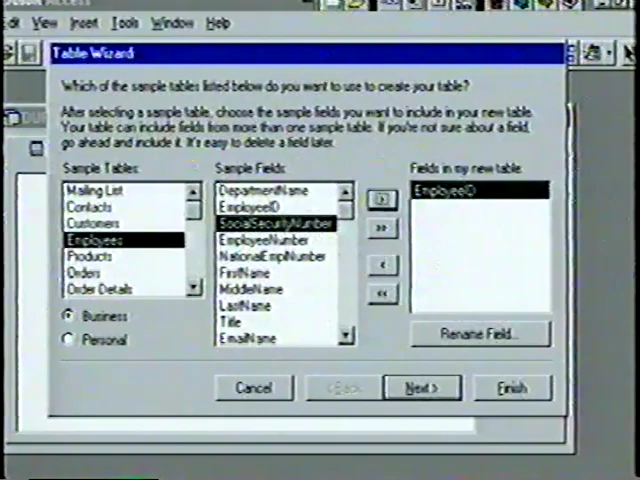 Access
Edit View Insert Tools Window Help
Table Wizard
Which of the sample tables listed below do you want to use to create your table?
After selecting a sample table, choose the sample fields you want to include in your new table.
Your table can include fields from more than one sample table. If you're not sure about a field,
go ahead and include it. It's easy to delete a field later.
Sample Tables:
Mailing List
Contacts
Customers
Employees
Products
Orders
Order Details
Business
Personal
Sample Fields:
DepartmentName
EmployeeID
SocialSecurityNumber
EmployeeNumber
NationalEmplNumber
FirstName
MiddleName
LastName
Title
EmailName
>
>>
<
<<
Fields in my new table:
EmployeeID
Rename Field...
Cancel
< Back
Next >
Finish